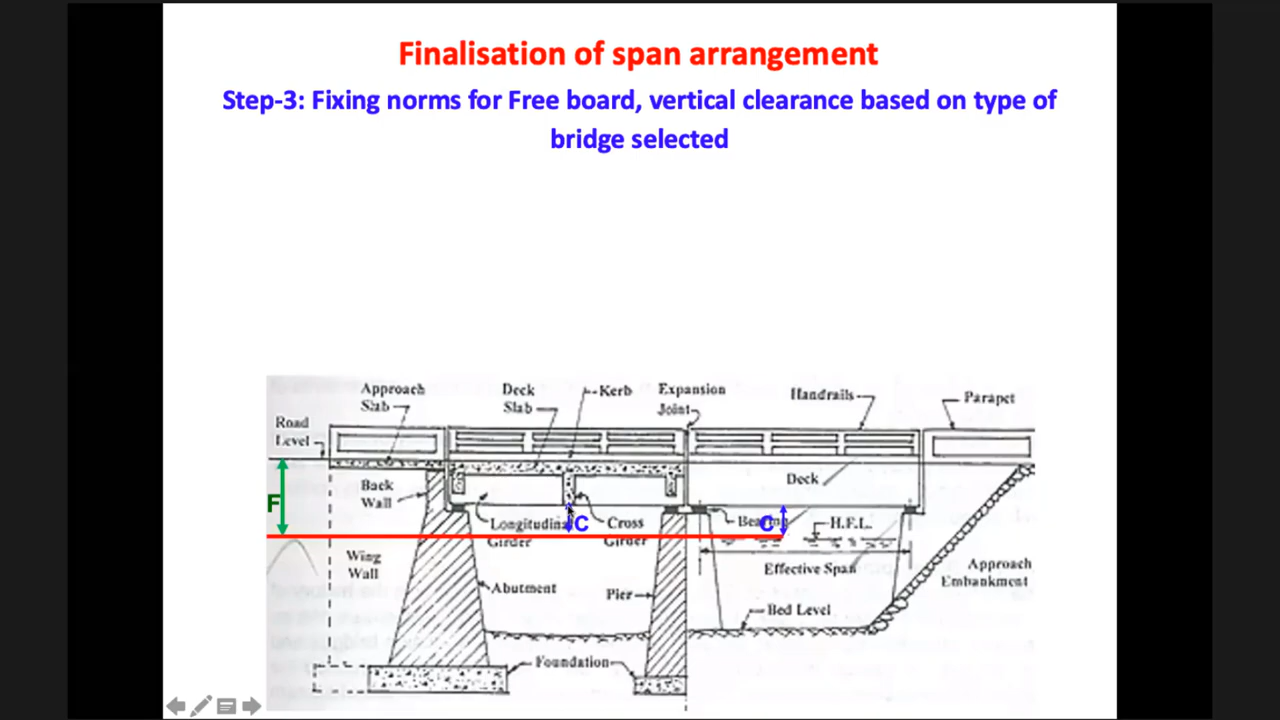 Finalisation of span arrangement
Step-3: Fixing norms for Free board, vertical clearance based on type of
bridge selected
Approach
Slab
Deck
Slab
Kerb
Expansion
Joint
Handrails
Parapet
Road
Level
F
Back
Wall
Deck
Longitudinal
Girder
C
Cross
Girder
Bearing
C
H.F.L.
Wing
Wall
Effective Span
Approach
Embankment
Abutment
Pier
Bed Level
Foundation